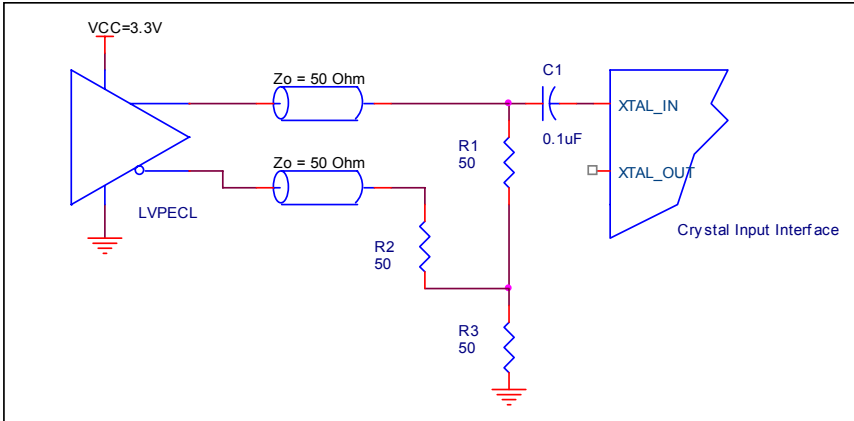 VCC=3.3V
Zo = 50 Ohm
C1
0.1uF
XTAL_IN
R1
50
Zo = 50 Ohm
XTAL_OUT
LVPECL
Crystal Input Interface
R2
50
R3
50